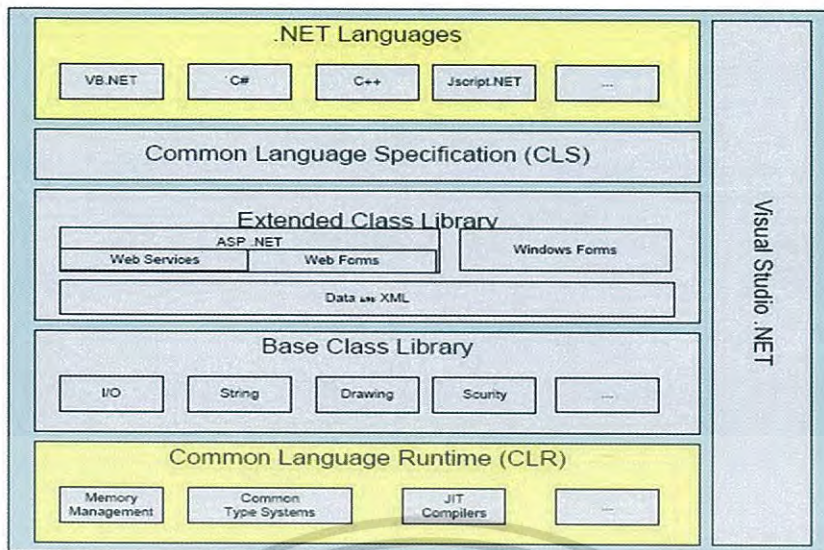 .NET Languages
VB.NET C# C++ Jscript.NET ...
Common Language Specification (CLS)
Extended Class Library
ASP .NET
Web Services Web Forms
Windows Forms
Data and XML
Base Class Library
I/O String Drawing Scurity ...
Common Language Runtime (CLR)
Memory
Management
Common
Type Systems
JIT
Compilers
...
Visual Studio .NET